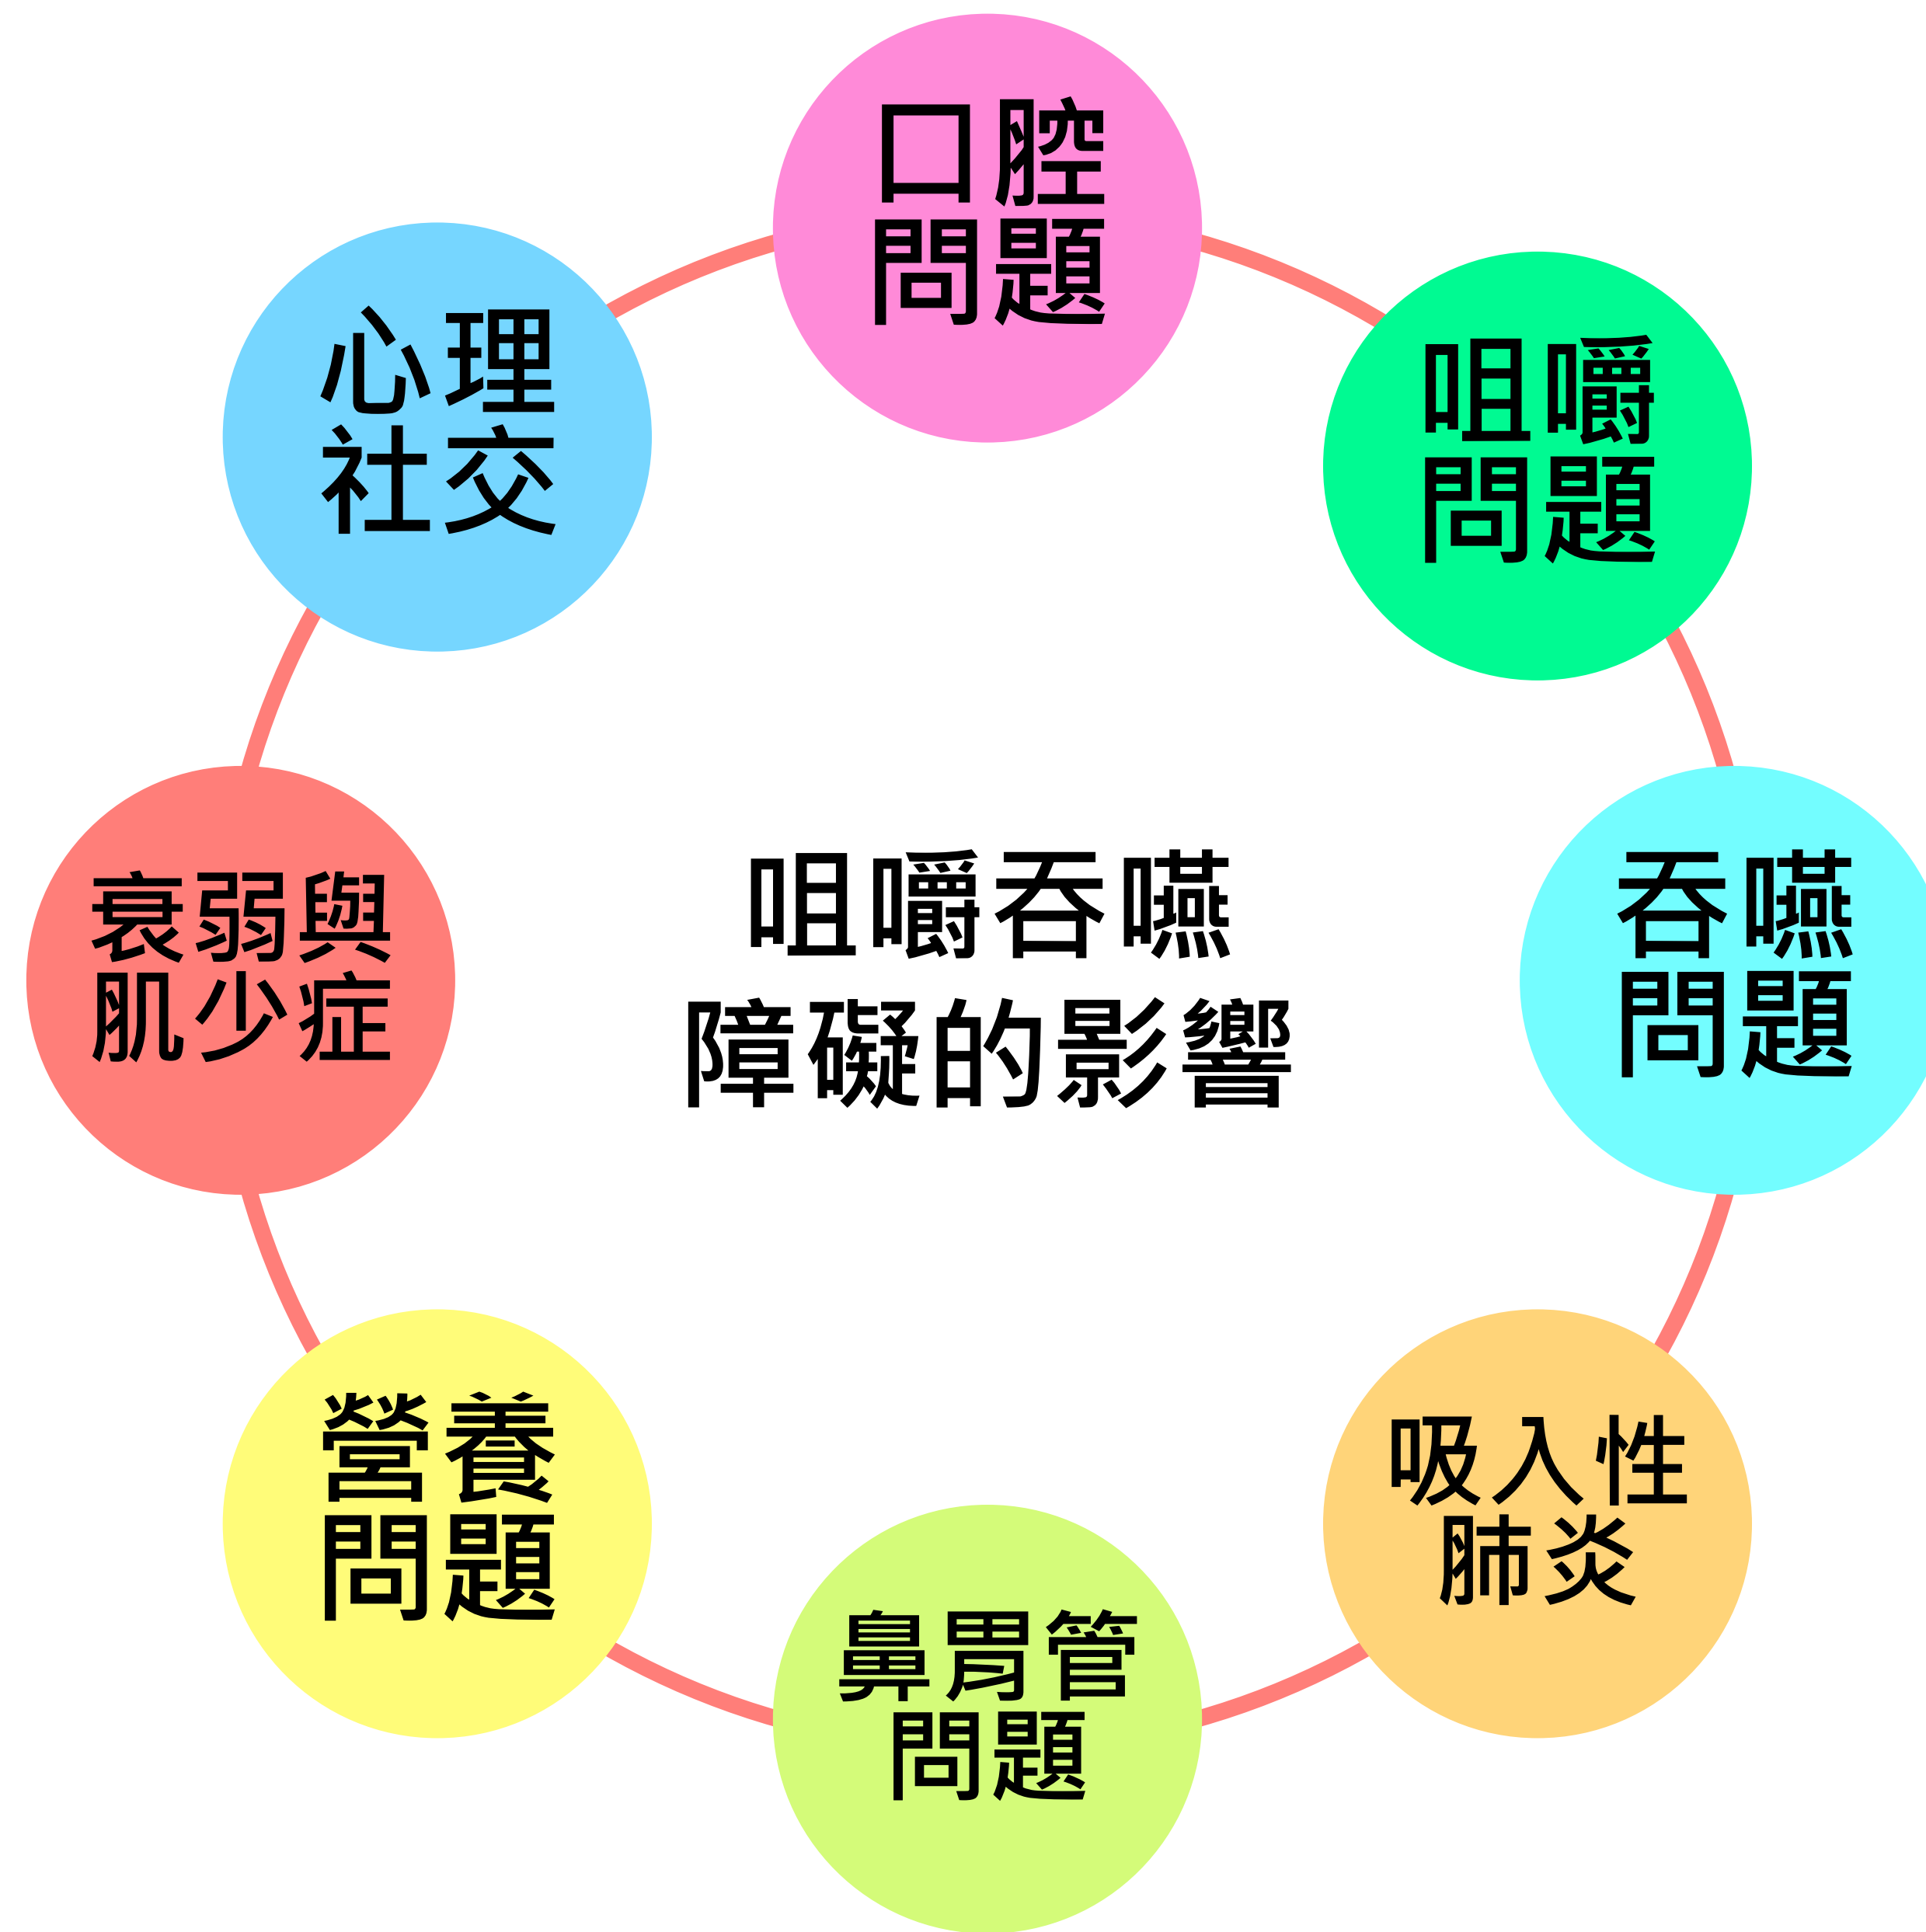 口腔
問題
咀嚼
問題
吞嚥
問題
吸入性
肺炎
鼻胃管
問題
營養
問題
衰弱與
肌少症
心理
社交
咀嚼吞嚥
障礙的影響